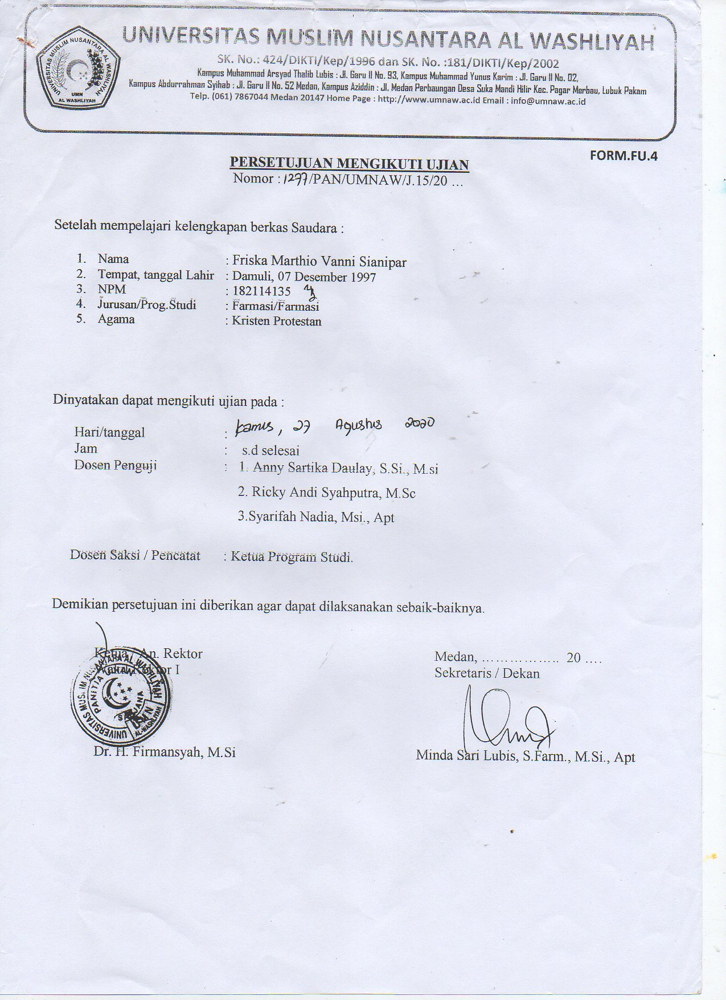 UNIVERSITAS MUSLIM NUSANTARA AL WASHLIYAH
SK. No.: 424/DIKTI/Kep/1996 dan SK. No. :181/DIKTI/Kep/2002
Kampus Muhammad Arsyad Thalib Lubis : Jl. Garu II No. 93, Kampus Muhammad Yunus Karim : Jl. Garu II No. 02,
Kampus Abdurrahman Syihab : Jl. Garu II No. 52 Medan, Kampus Aziddin : Jl. Medan Perbaungan Desa Suka Mandi Hilir Kec. Pagar Merbau, Lubuk Pakam
Telp. (061) 7867044 Medan 20147 Home Page : http://www.umnaw.ac.id Email : info@umnaw.ac.id
UNIVERSITAS MUSLIM NUSANTARA AL WASHLIYAH
UMN
AL WASHLIYAH
FORM.FU.4
PERSETUJUAN MENGIKUTI UJIAN
Nomor : 1277/PAN/UMNAW/J.15/20 ...
Setelah mempelajari kelengkapan berkas Saudara :
1. Nama : Friska Marthio Vanni Sianipar
2. Tempat, tanggal Lahir : Damuli, 07 Desember 1997
3. NPM : 182114135
4. Jurusan/Prog.Studi : Farmasi/Farmasi
5. Agama : Kristen Protestan
Dinyatakan dapat mengikuti ujian pada :
Hari/tanggal : kamis, 27 Agustus 2020
Jam : s.d selesai
Dosen Penguji : 1. Anny Sartika Daulay, S.Si., M.si
2. Ricky Andi Syahputra, M.Sc
3.Syarifah Nadia, Msi., Apt
Dosen Saksi / Pencatat : Ketua Program Studi.
Demikian persetujuan ini diberikan agar dapat dilaksanakan sebaik-baiknya.
Ketua / An. Rektor
Wakil Rektor I
UNIVERSITAS MUSLIM NUSANTARA AL WASHLIYAH
PANITIA UJIAN
SARJANA
UMN
AL-WASHLIYAH
Dr. H. Firmansyah, M.Si
Medan, ................. 20 ....
Sekretaris / Dekan
Minda Sari Lubis, S.Farm., M.Si., Apt